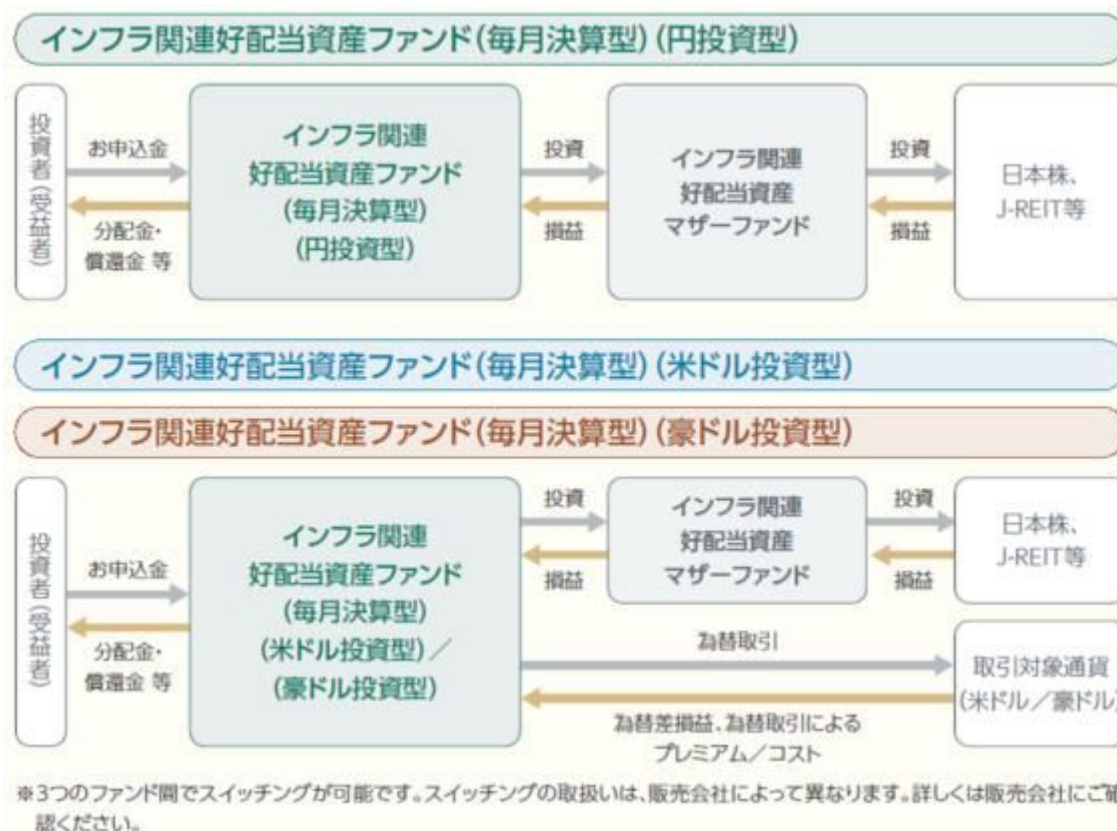 インフラ関連好配当資産ファンド(毎月決算型)(円投資型)
投資者(受益者)
お申込金
分配金・
償還金 等
インフラ関連
好配当資産ファンド
(毎月決算型)
(円投資型)
投資
損益
インフラ関連
好配当資産
マザーファンド
投資
損益
日本株、
J-REIT等
インフラ関連好配当資産ファンド(毎月決算型)(米ドル投資型)
インフラ関連好配当資産ファンド(毎月決算型)(豪ドル投資型)
投資者(受益者)
お申込金
分配金・
償還金 等
インフラ関連
好配当資産ファンド
(毎月決算型)
(米ドル投資型)／
(豪ドル投資型)
投資
損益
インフラ関連
好配当資産
マザーファンド
投資
損益
日本株、
J-REIT等
為替取引
為替差損益、為替取引による
プレミアム／コスト
取引対象通貨
(米ドル／豪ドル)
※3つのファンド間でスイッチングが可能です。スイッチングの取扱いは、販売会社によって異なります。詳しくは販売会社にご確
認ください。